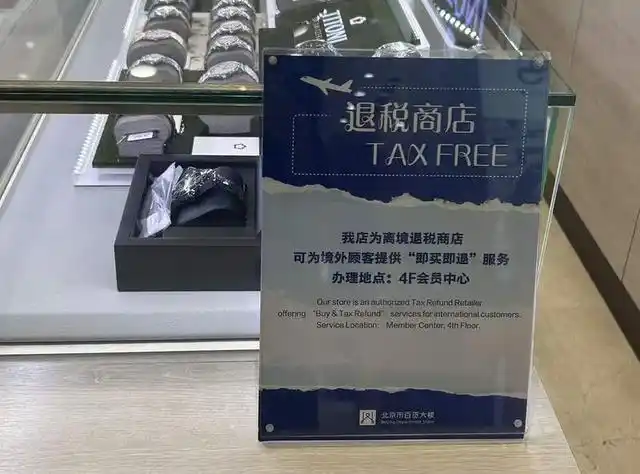 退税商店
TAX FREE
我店为离境退税商店
可为境外顾客提供“即买即退”服务
办理地点：4F会员中心
Our store is an authorized Tax Refund Retailer
offering “Buy & Tax Refund” services for international customers.
Service Location: Member Center, 4th Floor.
北京市百货大楼
Beijing Department Store